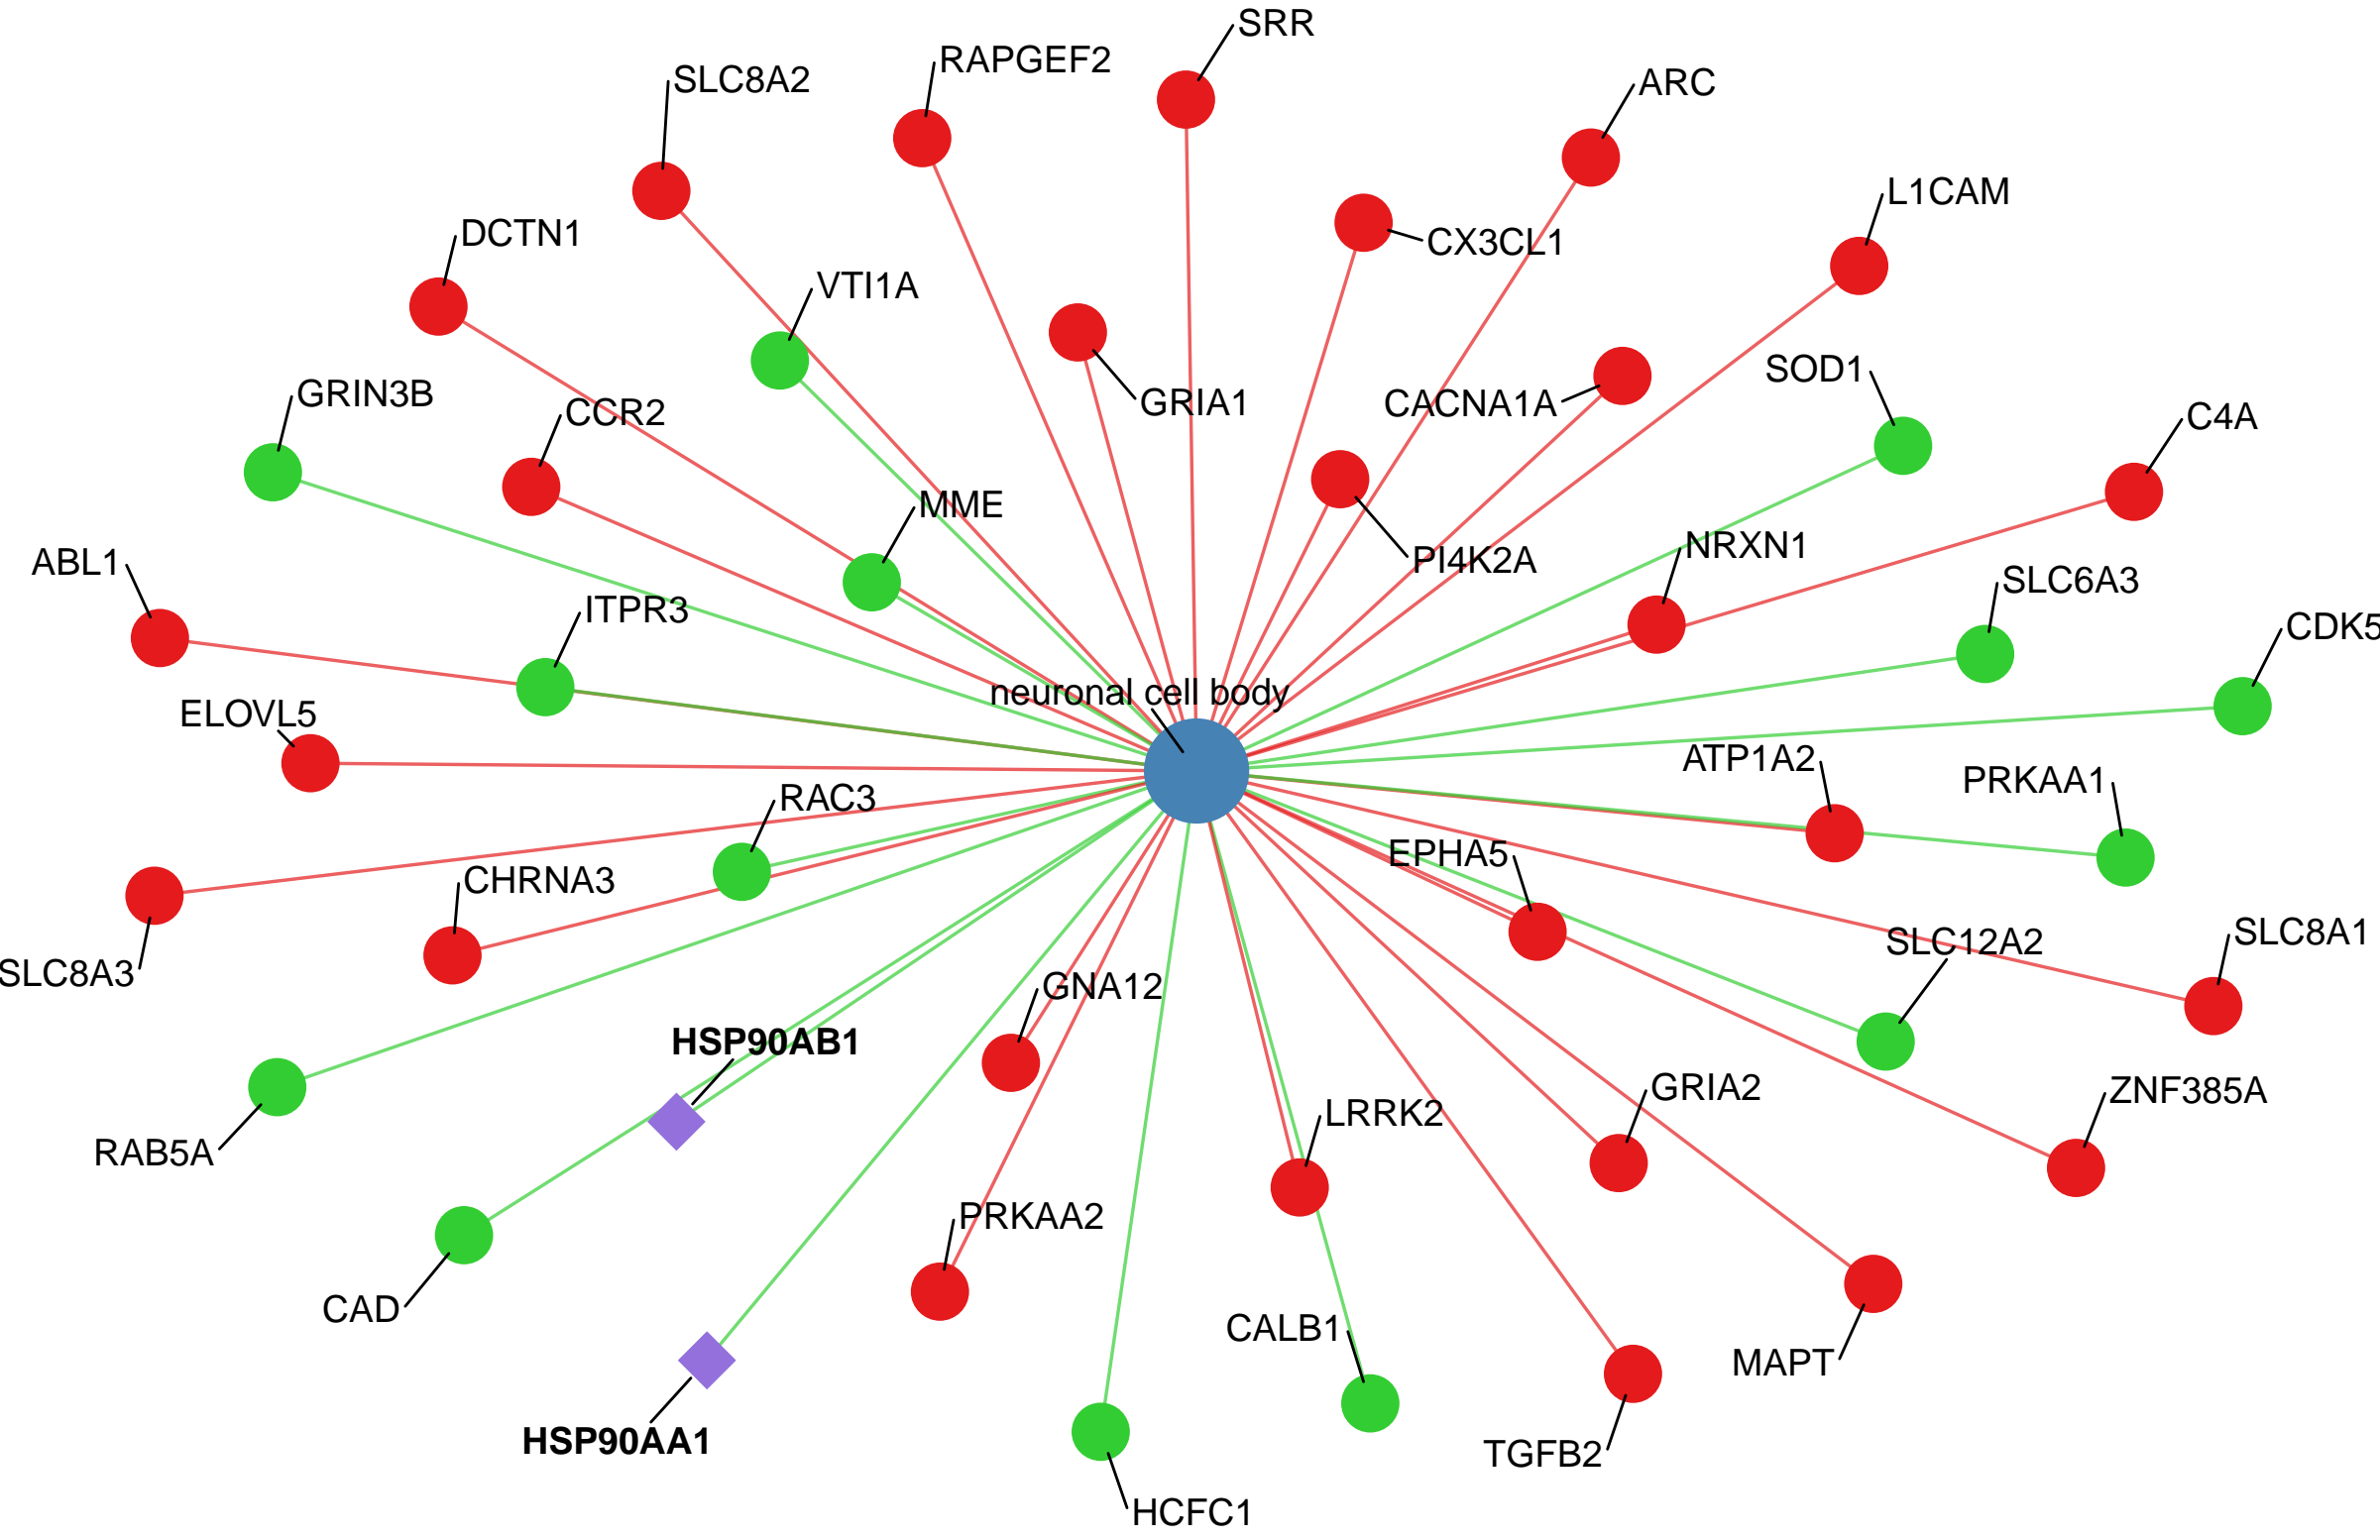 SRR
RAPGEF2
SLC8A2
ARC
L1CAM
DCTN1
CX3CL1
VTI1A
SOD1
GRIN3B
GRIA1
CACNA1A
CCR2
C4A
MME
NRXN1
PI4K2A
ABL1
SLC6A3
ITPR3
CDK5
neuronal cell body
ELOVL5
ATP1A2
PRKAA1
RAC3
EPHA5
CHRNA3
SLC8A1
SLC12A2
SLC8A3
GNA12
HSP90AB1
GRIA2
ZNF385A
LRRK2
RAB5A
PRKAA2
CAD
CALB1
MAPT
HSP90AA1
TGFB2
HCFC1